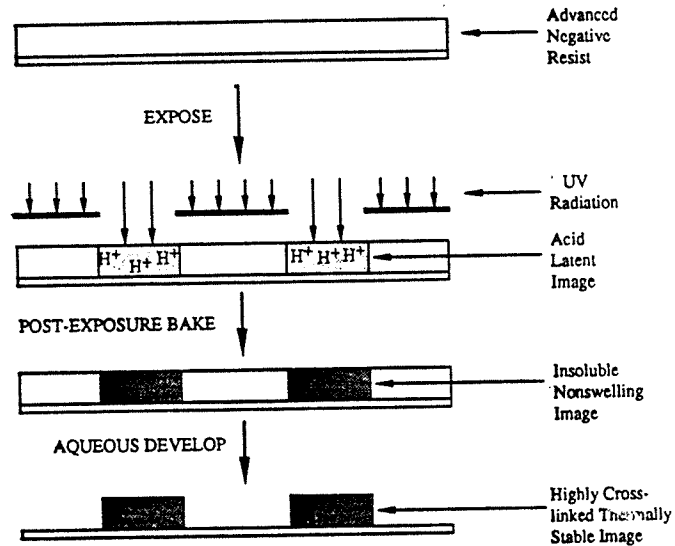 Advanced
Negative
Resist
EXPOSE
UV
Radiation
H+ H+ H+
H+ H+ H+
Acid
Latent
Image
POST-EXPOSURE BAKE
Insoluble
Nonswelling
Image
AQUEOUS DEVELOP
Highly Cross-
linked Thermally
Stable Image